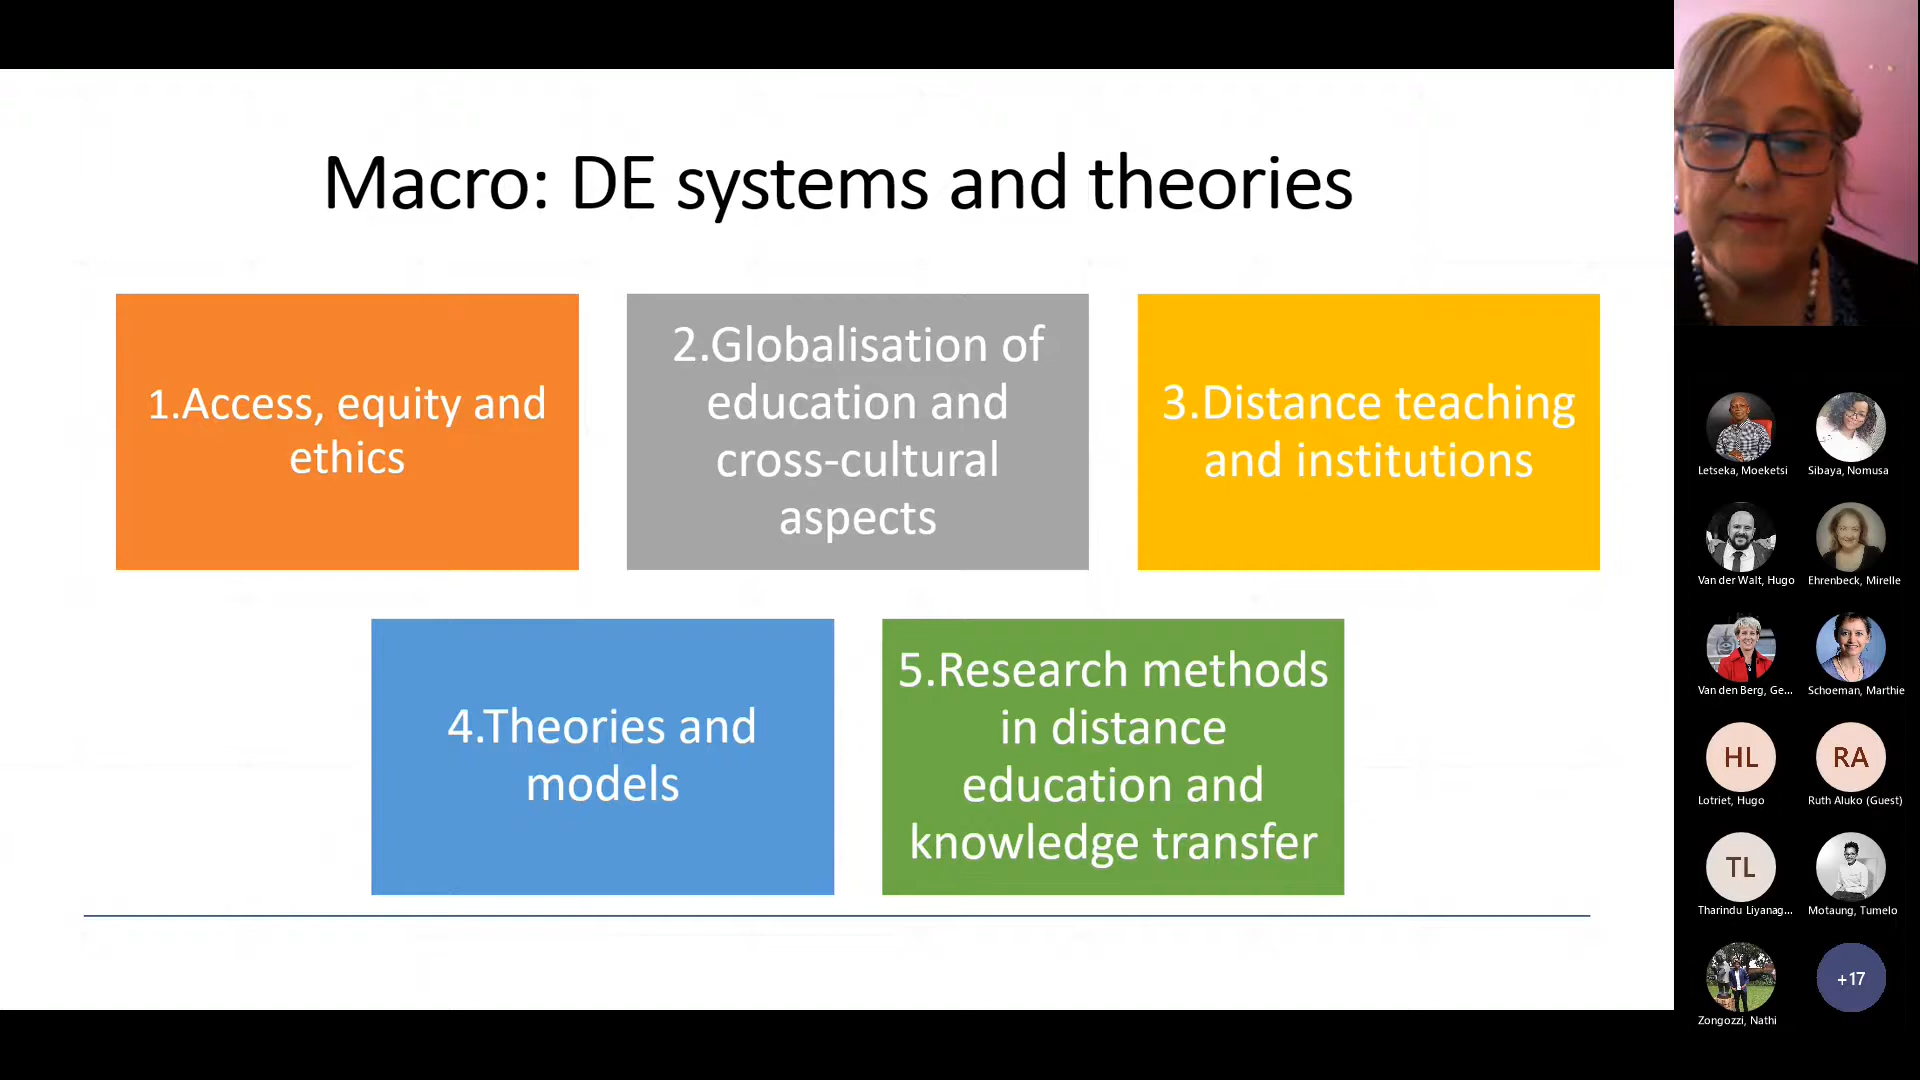 Macro: DE systems and theories
1.Access, equity and
ethics
2.Globalisation of
education and
cross-cultural
aspects
3.Distance teaching
and institutions
4.Theories and
models
5.Research methods
in distance
education and
knowledge transfer
Letseka, Moeketsi
Sibaya, Nomusa
Van der Walt, Hugo
Ehrenbeck, Mirelle
Van den Berg, Ge...
Schoeman, Marthie
HL
RA
Lotriet, Hugo
Ruth Aluko (Guest)
TL
Tharindu Liyanag...
Motaung, Tumelo
+17
Zongozzi, Nathi